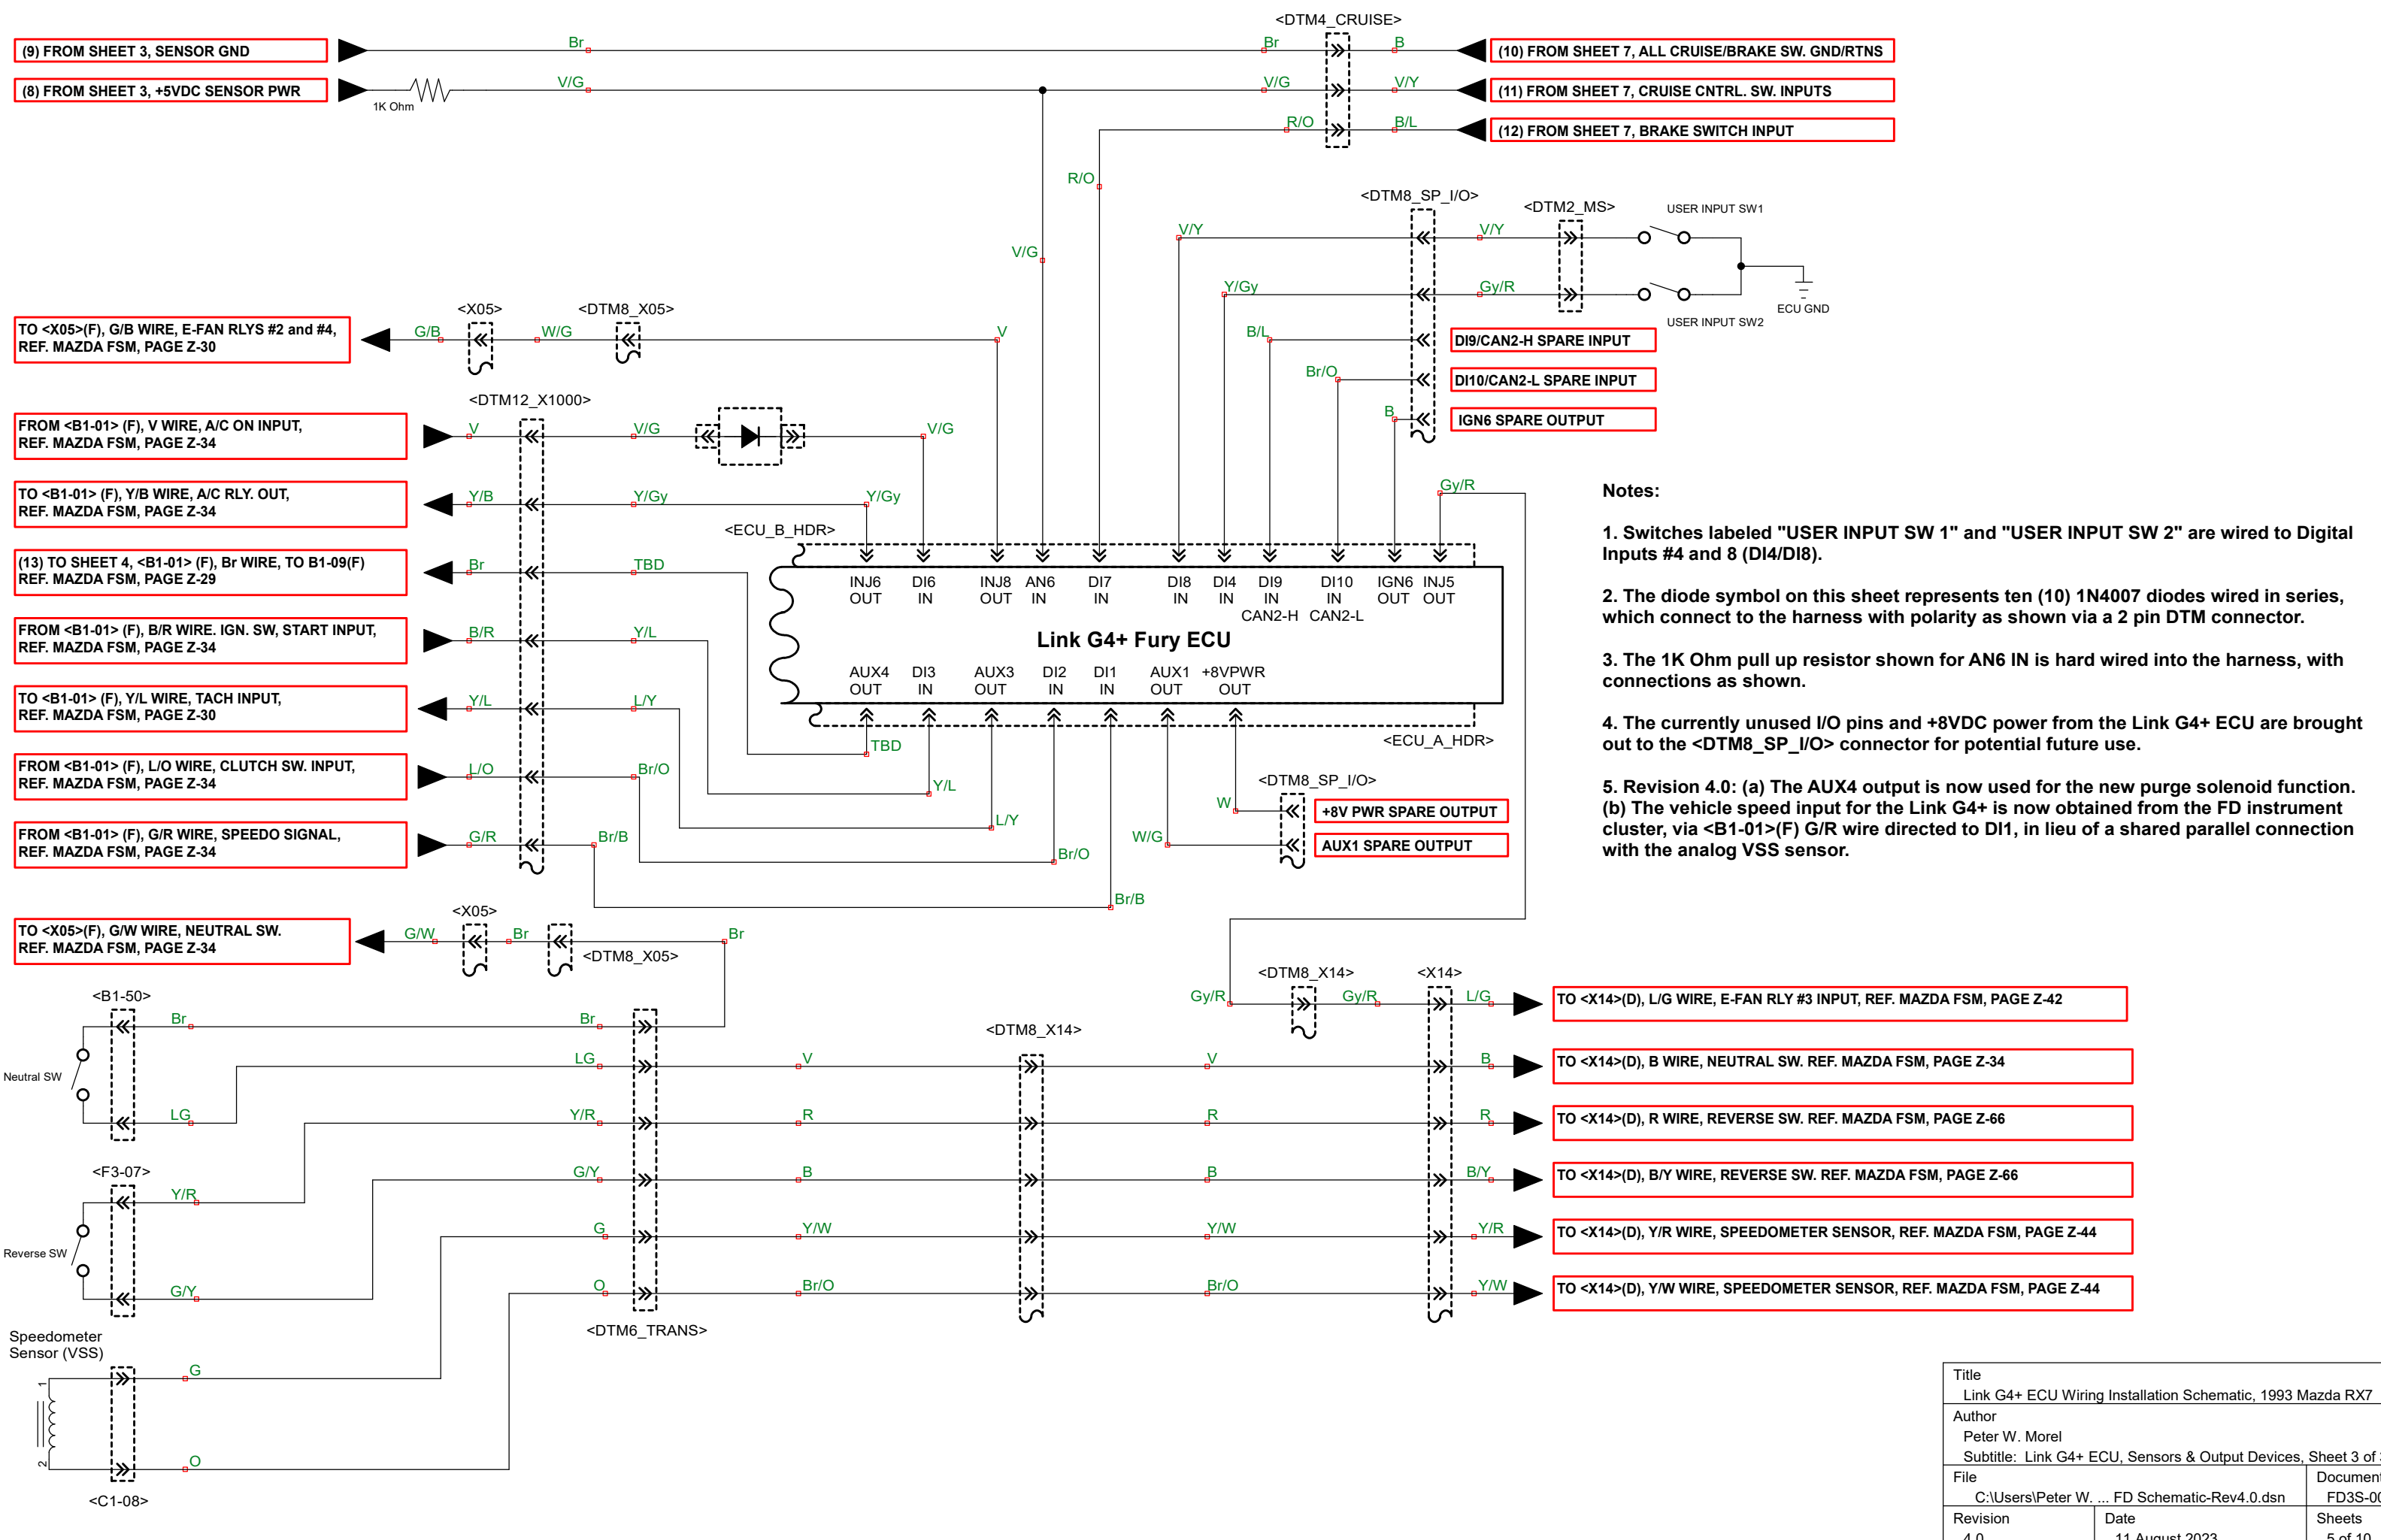 <DTM4_CRUISE>
(9) FROM SHEET 3, SENSOR GND
Br
Br
B
(10) FROM SHEET 7, ALL CRUISE/BRAKE SW. GND/RTNS
(8) FROM SHEET 3, +5VDC SENSOR PWR
1K Ohm
V/G
V/G
V/Y
(11) FROM SHEET 7, CRUISE CNTRL. SW. INPUTS
R/O
B/L
(12) FROM SHEET 7, BRAKE SWITCH INPUT
R/O
V/G
<DTM8_SP_I/O>
<DTM2_MS>
USER INPUT SW1
V/Y
V/Y
Y/Gy
Gy/R
USER INPUT SW2
ECU GND
B/L
DI9/CAN2-H SPARE INPUT
Br/O
DI10/CAN2-L SPARE INPUT
B
IGN6 SPARE OUTPUT
Gy/R
<X05>
<DTM8_X05>
TO <X05>(F), G/B WIRE, E-FAN RLYS #2 and #4,
REF. MAZDA FSM, PAGE Z-30
G/B
W/G
V
<DTM12_X1000>
FROM <B1-01> (F), V WIRE, A/C ON INPUT,
REF. MAZDA FSM, PAGE Z-34
V
V/G
V/G
TO <B1-01> (F), Y/B WIRE, A/C RLY. OUT,
REF. MAZDA FSM, PAGE Z-34
Y/B
Y/Gy
Y/Gy
<ECU_B_HDR>
(13) TO SHEET 4, <B1-01> (F), Br WIRE, TO B1-09(F)
REF. MAZDA FSM, PAGE Z-29
Br
TBD
FROM <B1-01> (F), B/R WIRE. IGN. SW, START INPUT,
REF. MAZDA FSM, PAGE Z-34
B/R
Y/L
TO <B1-01> (F), Y/L WIRE, TACH INPUT,
REF. MAZDA FSM, PAGE Z-30
Y/L
L/Y
FROM <B1-01> (F), L/O WIRE, CLUTCH SW. INPUT,
REF. MAZDA FSM, PAGE Z-34
L/O
Br/O
FROM <B1-01> (F), G/R WIRE, SPEEDO SIGNAL,
REF. MAZDA FSM, PAGE Z-34
G/R
Br/B
INJ6 DI6 INJ8 AN6 DI7 DI8 DI4 DI9 DI10 IGN6 INJ5
OUT IN OUT IN IN IN IN IN IN OUT OUT
CAN2-H CAN2-L
Link G4+ Fury ECU
AUX4 DI3 AUX3 DI2 DI1 AUX1 +8VPWR
OUT IN OUT IN IN OUT OUT
<ECU_A_HDR>
TBD
Y/L
L/Y
Br/O
Br/B
<DTM8_SP_I/O>
W
+8V PWR SPARE OUTPUT
W/G
AUX1 SPARE OUTPUT
Notes:
1. Switches labeled "USER INPUT SW 1" and "USER INPUT SW 2" are wired to Digital
Inputs #4 and 8 (DI4/DI8).
2. The diode symbol on this sheet represents ten (10) 1N4007 diodes wired in series,
which connect to the harness with polarity as shown via a 2 pin DTM connector.
3. The 1K Ohm pull up resistor shown for AN6 IN is hard wired into the harness, with
connections as shown.
4. The currently unused I/O pins and +8VDC power from the Link G4+ ECU are brought
out to the <DTM8_SP_I/O> connector for potential future use.
5. Revision 4.0: (a) The AUX4 output is now used for the new purge solenoid function.
(b) The vehicle speed input for the Link G4+ is now obtained from the FD instrument
cluster, via <B1-01>(F) G/R wire directed to DI1, in lieu of a shared parallel connection
with the analog VSS sensor.
<X05>
TO <X05>(F), G/W WIRE, NEUTRAL SW.
REF. MAZDA FSM, PAGE Z-34
G/W
Br
<DTM8_X05>
Br
<DTM8_X14>
<X14>
Gy/R
Gy/R
L/G
TO <X14>(D), L/G WIRE, E-FAN RLY #3 INPUT, REF. MAZDA FSM, PAGE Z-42
<B1-50>
Br
Br
<DTM8_X14>
Neutral SW
LG
LG
V
V
B
TO <X14>(D), B WIRE, NEUTRAL SW. REF. MAZDA FSM, PAGE Z-34
Y/R
R
R
R
TO <X14>(D), R WIRE, REVERSE SW. REF. MAZDA FSM, PAGE Z-66
<F3-07>
Y/R
G/Y
B
B
B/Y
TO <X14>(D), B/Y WIRE, REVERSE SW. REF. MAZDA FSM, PAGE Z-66
Reverse SW
G
Y/W
Y/W
Y/R
TO <X14>(D), Y/R WIRE, SPEEDOMETER SENSOR, REF. MAZDA FSM, PAGE Z-44
G/Y
O
Br/O
Br/O
Y/W
TO <X14>(D), Y/W WIRE, SPEEDOMETER SENSOR, REF. MAZDA FSM, PAGE Z-44
<DTM6_TRANS>
Speedometer
Sensor (VSS)
1
G
2
O
<C1-08>
Title
Link G4+ ECU Wiring Installation Schematic, 1993 Mazda RX7
Author
Peter W. Morel
Subtitle: Link G4+ ECU, Sensors & Output Devices, Sheet 3 of
File
Document
C:\Users\Peter W. ... FD Schematic-Rev4.0.dsn
FD3S-00
Revision
Date
Sheets
4.0
11 August 2023
5 of 10